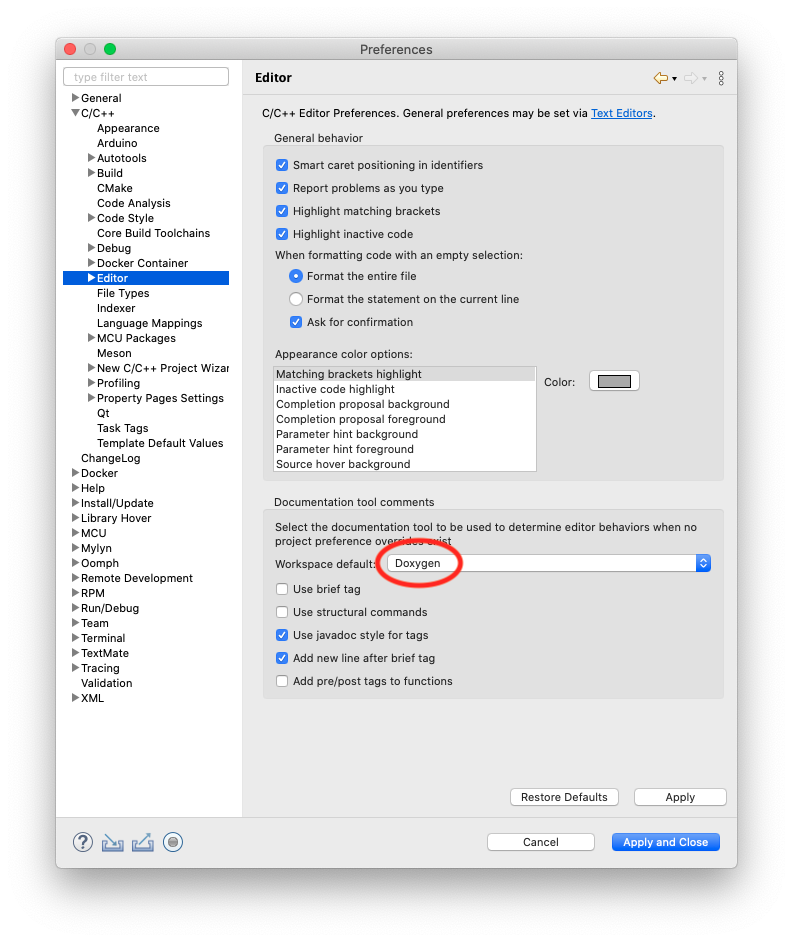 Preferences
type filter text
General
C/C++
Appearance
Arduino
Autotools
Build
CMake
Code Analysis
Code Style
Core Build Toolchains
Debug
Docker Container
Editor
File Types
Indexer
Language Mappings
MCU Packages
Meson
New C/C++ Project Wizar
Profiling
Property Pages Settings
Qt
Task Tags
Template Default Values
ChangeLog
Docker
Help
Install/Update
Library Hover
MCU
Mylyn
Oomph
Remote Development
RPM
Run/Debug
Team
Terminal
TextMate
Tracing
Validation
XML
Editor
C/C++ Editor Preferences. General preferences may be set via Text Editors.
General behavior
Smart caret positioning in identifiers
Report problems as you type
Highlight matching brackets
Highlight inactive code
When formatting code with an empty selection:
Format the entire file
Format the statement on the current line
Ask for confirmation
Appearance color options:
Matching brackets highlight
Inactive code highlight
Completion proposal background
Completion proposal foreground
Parameter hint background
Parameter hint foreground
Source hover background
Color:
Documentation tool comments
Select the documentation tool to be used to determine editor behaviors when no
project preference overrides exist
Workspace default: Doxygen
Use brief tag
Use structural commands
Use javadoc style for tags
Add new line after brief tag
Add pre/post tags to functions
Restore Defaults Apply
? Cancel Apply and Close